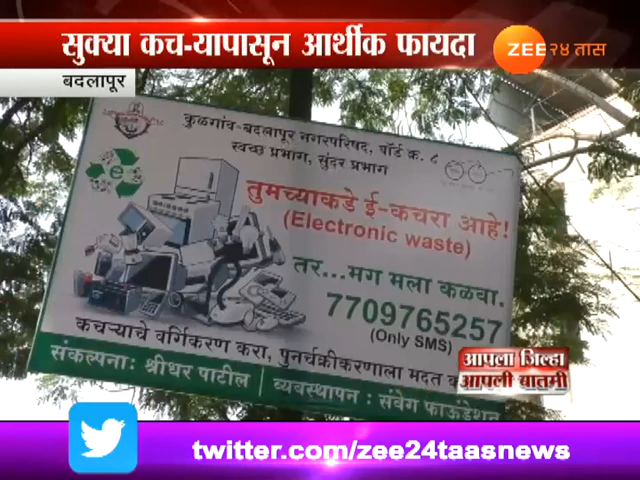 सुक्या कच-यापासून आर्थीक फायदा
ZEE २४ तास
बदलापूर
कुळगांव-बदलापूर नगरपरिषद, पॉर्ट क्र. ८
स्वच्छ प्रभाग, सुंदर प्रभाग
e
तुमच्याकडे ई-कचरा आहे!
(Electronic waste)
तर...मग मला कळवा.
7709765257
(Only SMS)
कचऱ्याचे वर्गिकरण करा, पुनर्चक्रीकरणाला मदत क
संकल्पना: श्रीधर पाटील | व्यवस्थापन : संवेग फाऊंडेशन
आपला जिल्हा
आपली बातमी
twitter.com/zee24taasnews